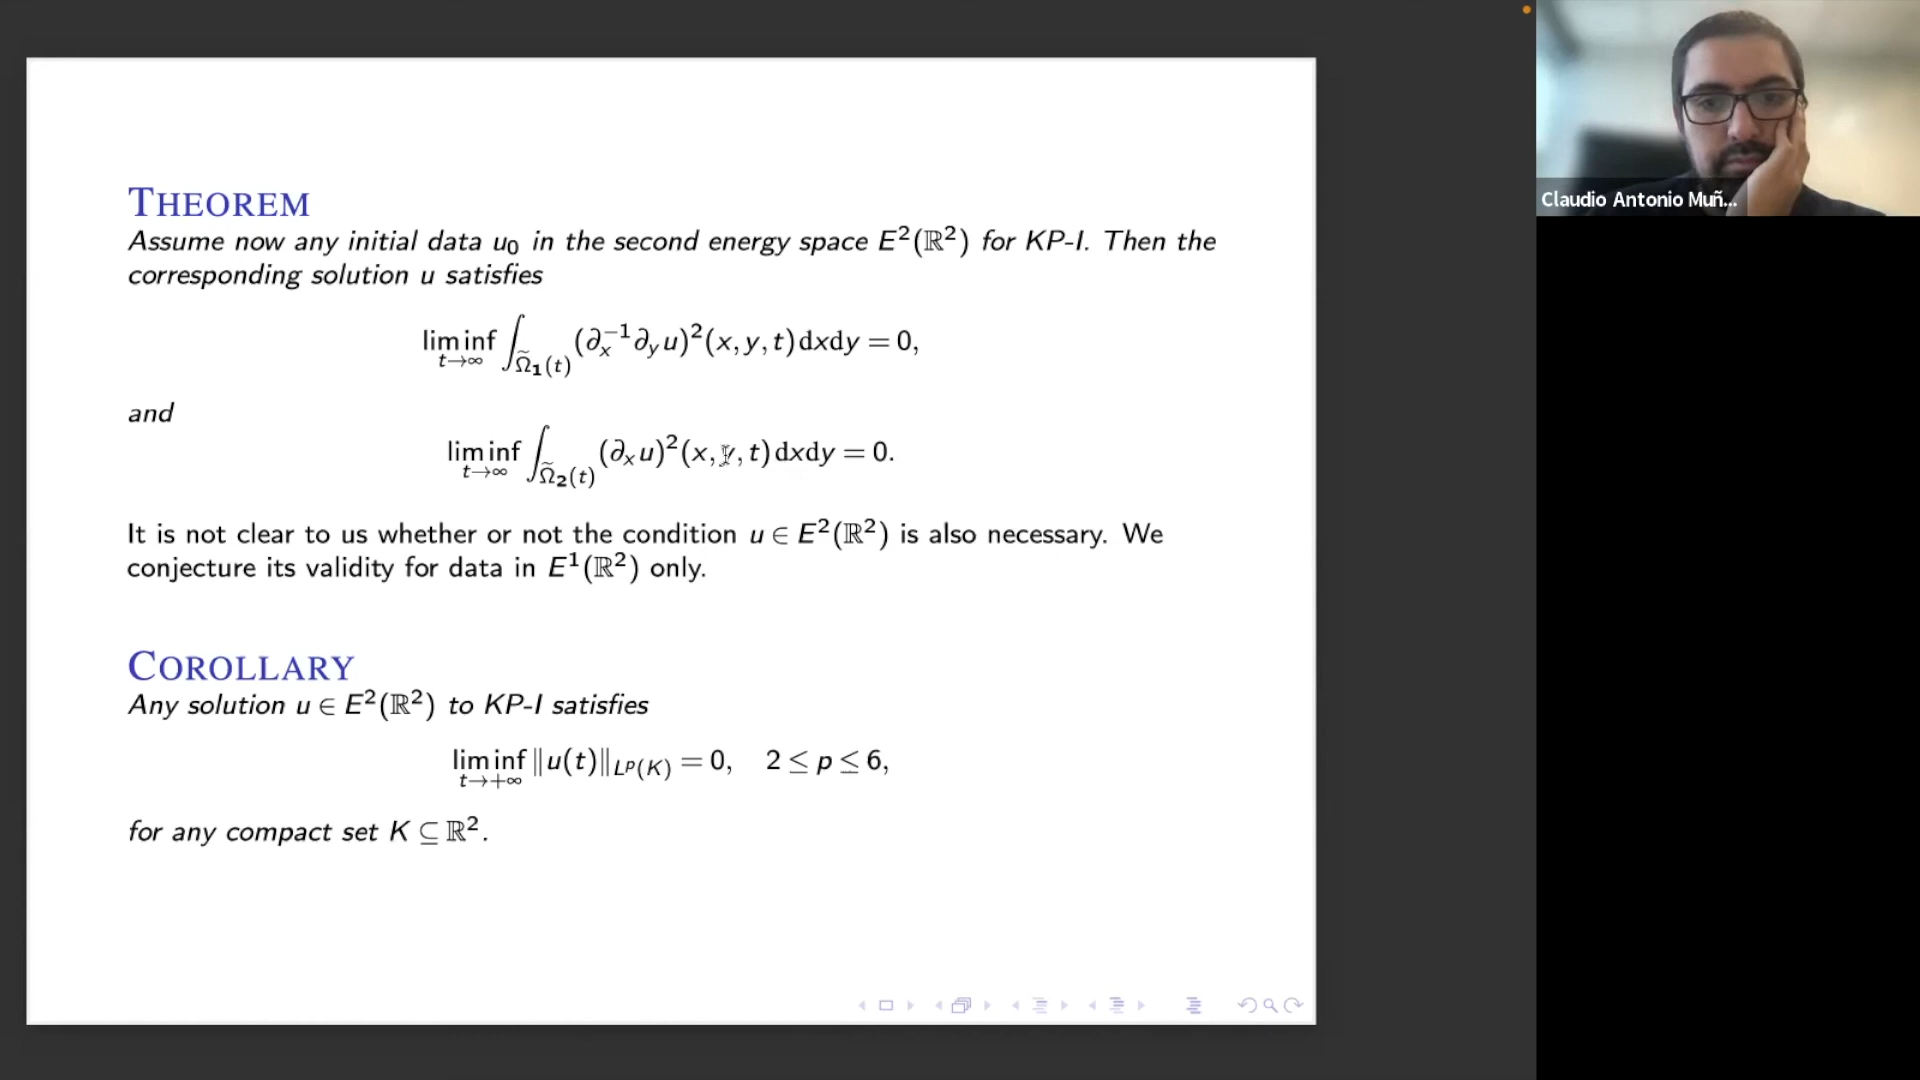 THEOREM
Assume now any initial data u₀ in the second energy space E²(ℝ²) for KP-I. Then the
corresponding solution u satisfies
lim inf_{t→∞} ∫_{Ω̃₁(t)} (∂ₓ⁻¹∂_y u)²(x, y, t)dxdy = 0,
and
lim inf_{t→∞} ∫_{Ω̃₂(t)} (∂ₓu)²(x, y, t)dxdy = 0.
It is not clear to us whether or not the condition u ∈ E²(ℝ²) is also necessary. We
conjecture its validity for data in E¹(ℝ²) only.
COROLLARY
Any solution u ∈ E²(ℝ²) to KP-I satisfies
lim inf_{t→+∞} ‖u(t)‖_{L^p(K)} = 0, 2 ≤ p ≤ 6,
for any compact set K ⊆ ℝ².
Claudio Antonio Muñ...